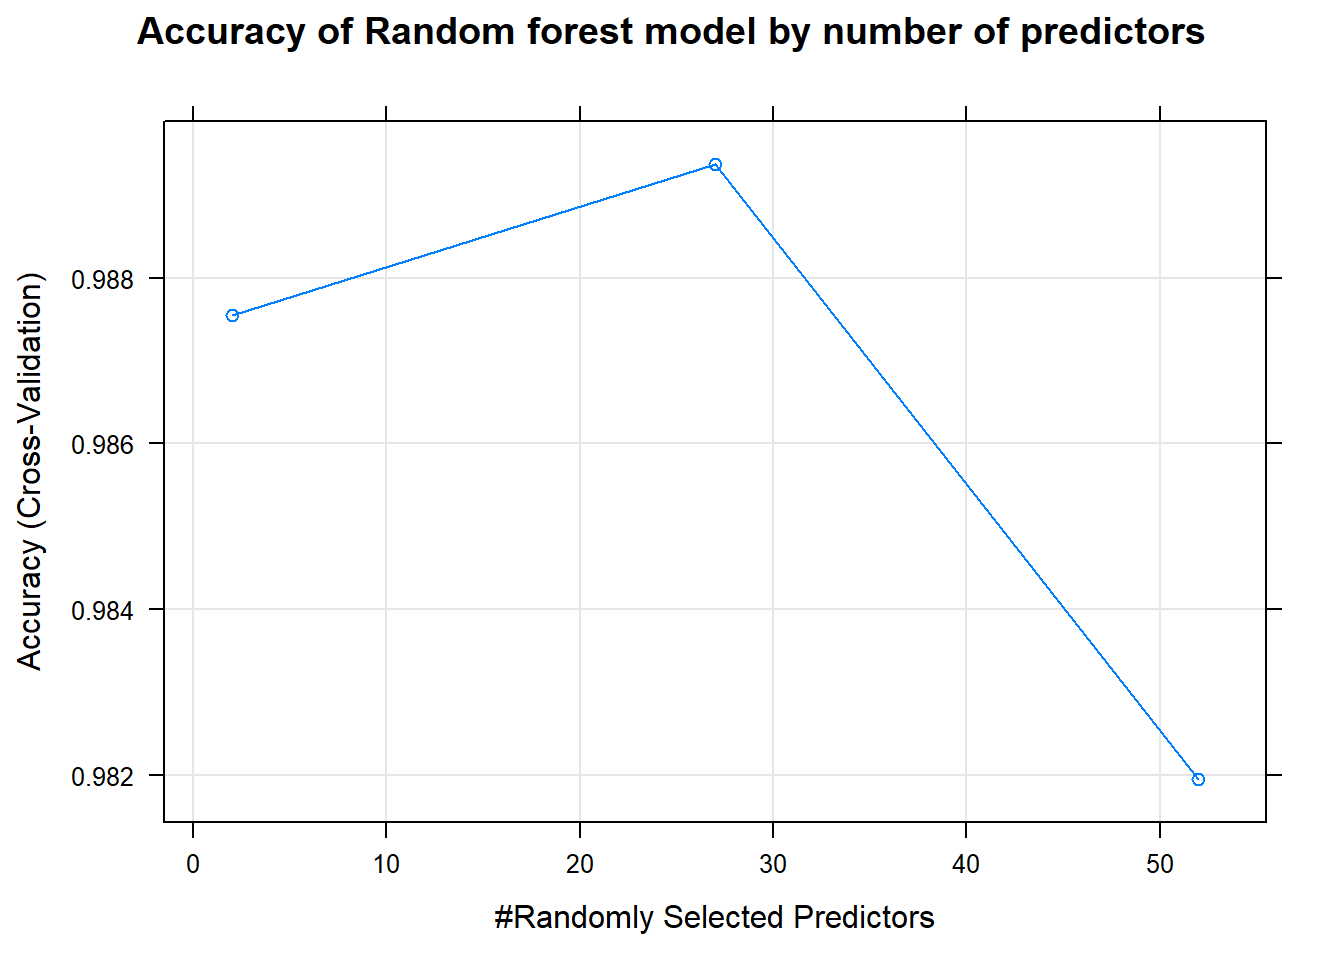 Accuracy of Random forest model by number of predictors
Accuracy (Cross-Validation)
0.988
0.986
0.984
0.982
0 10 20 30 40 50
#Randomly Selected Predictors